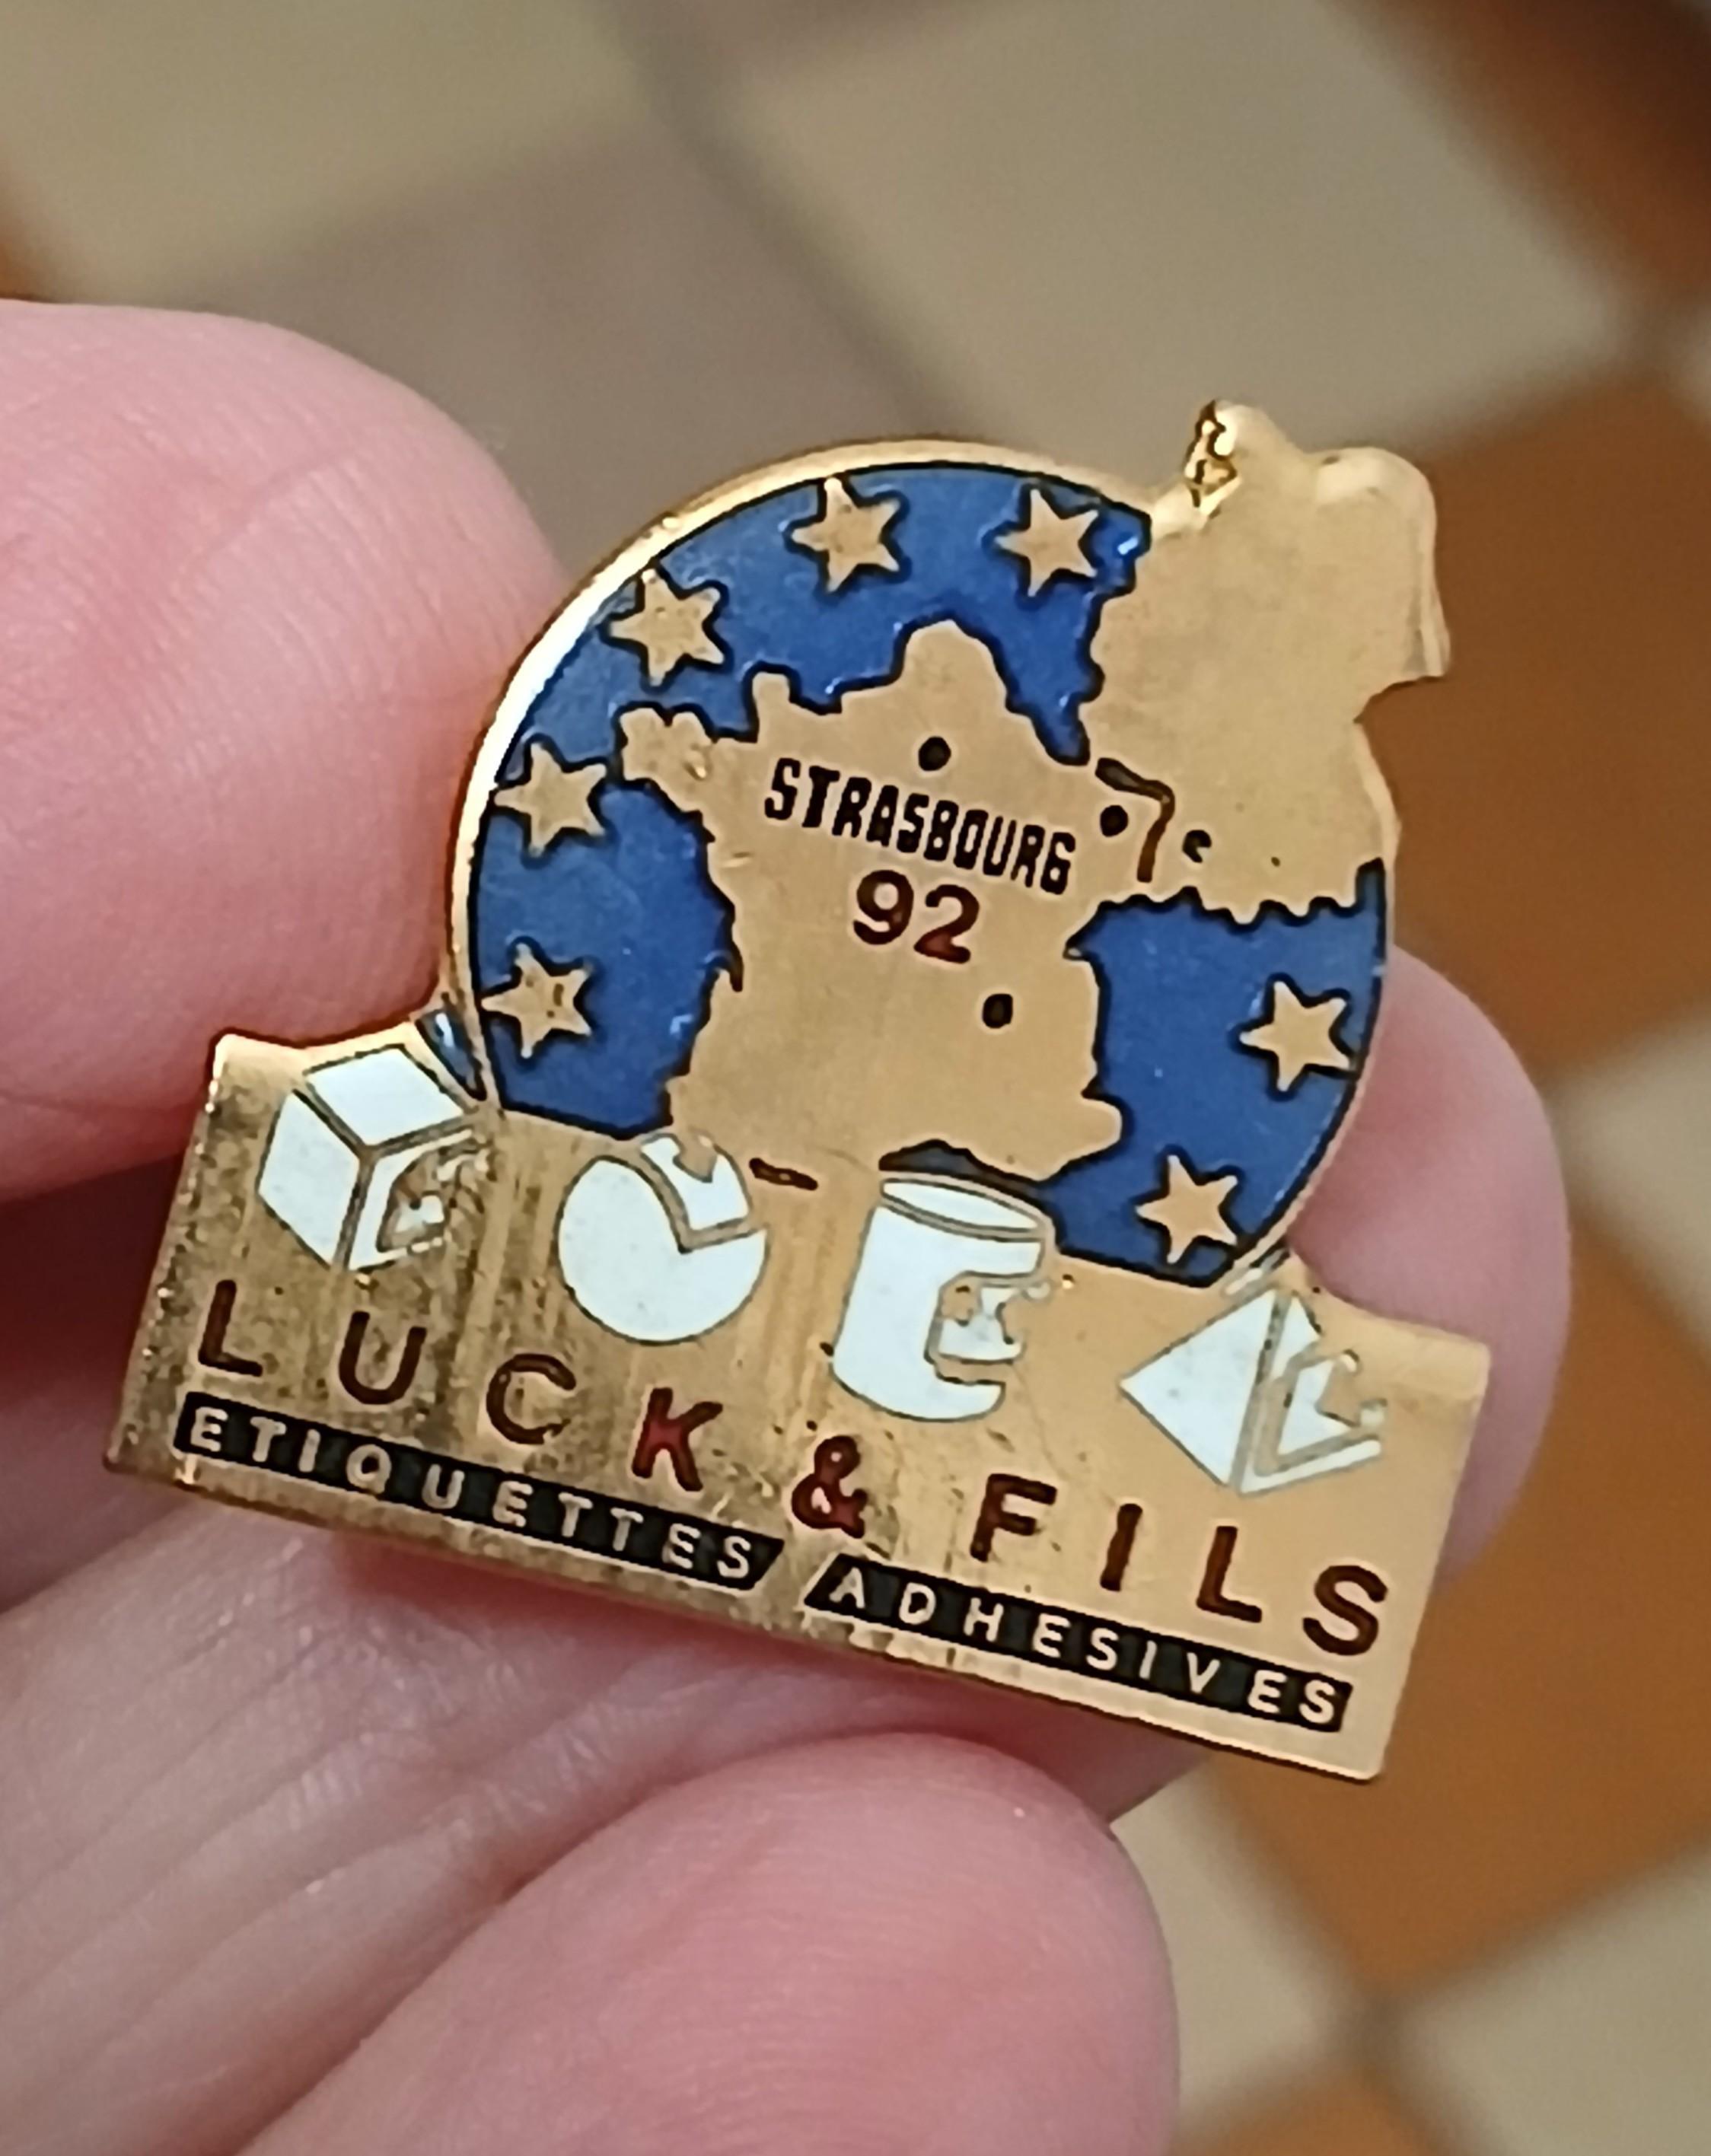 STRASBOURG
92
LUCK & FILS
ETIQUETTES ADHESIVES